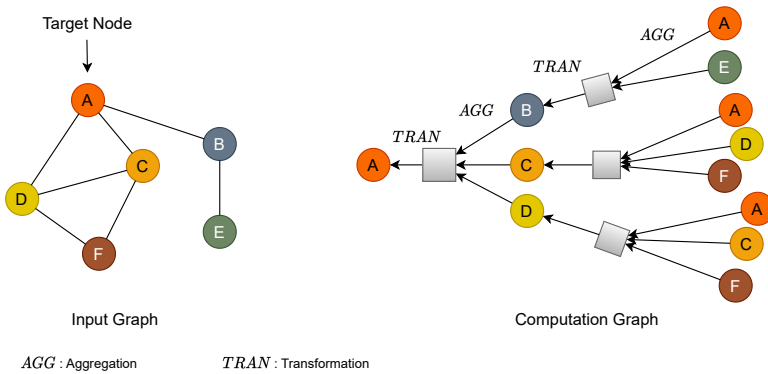 Target Node
A
B
C
D
E
F
Input Graph
AGG
TRAN
AGG
TRAN
A
B
C
D
A
E
A
D
F
A
C
F
Computation Graph
AGG : Aggregation
TRAN : Transformation